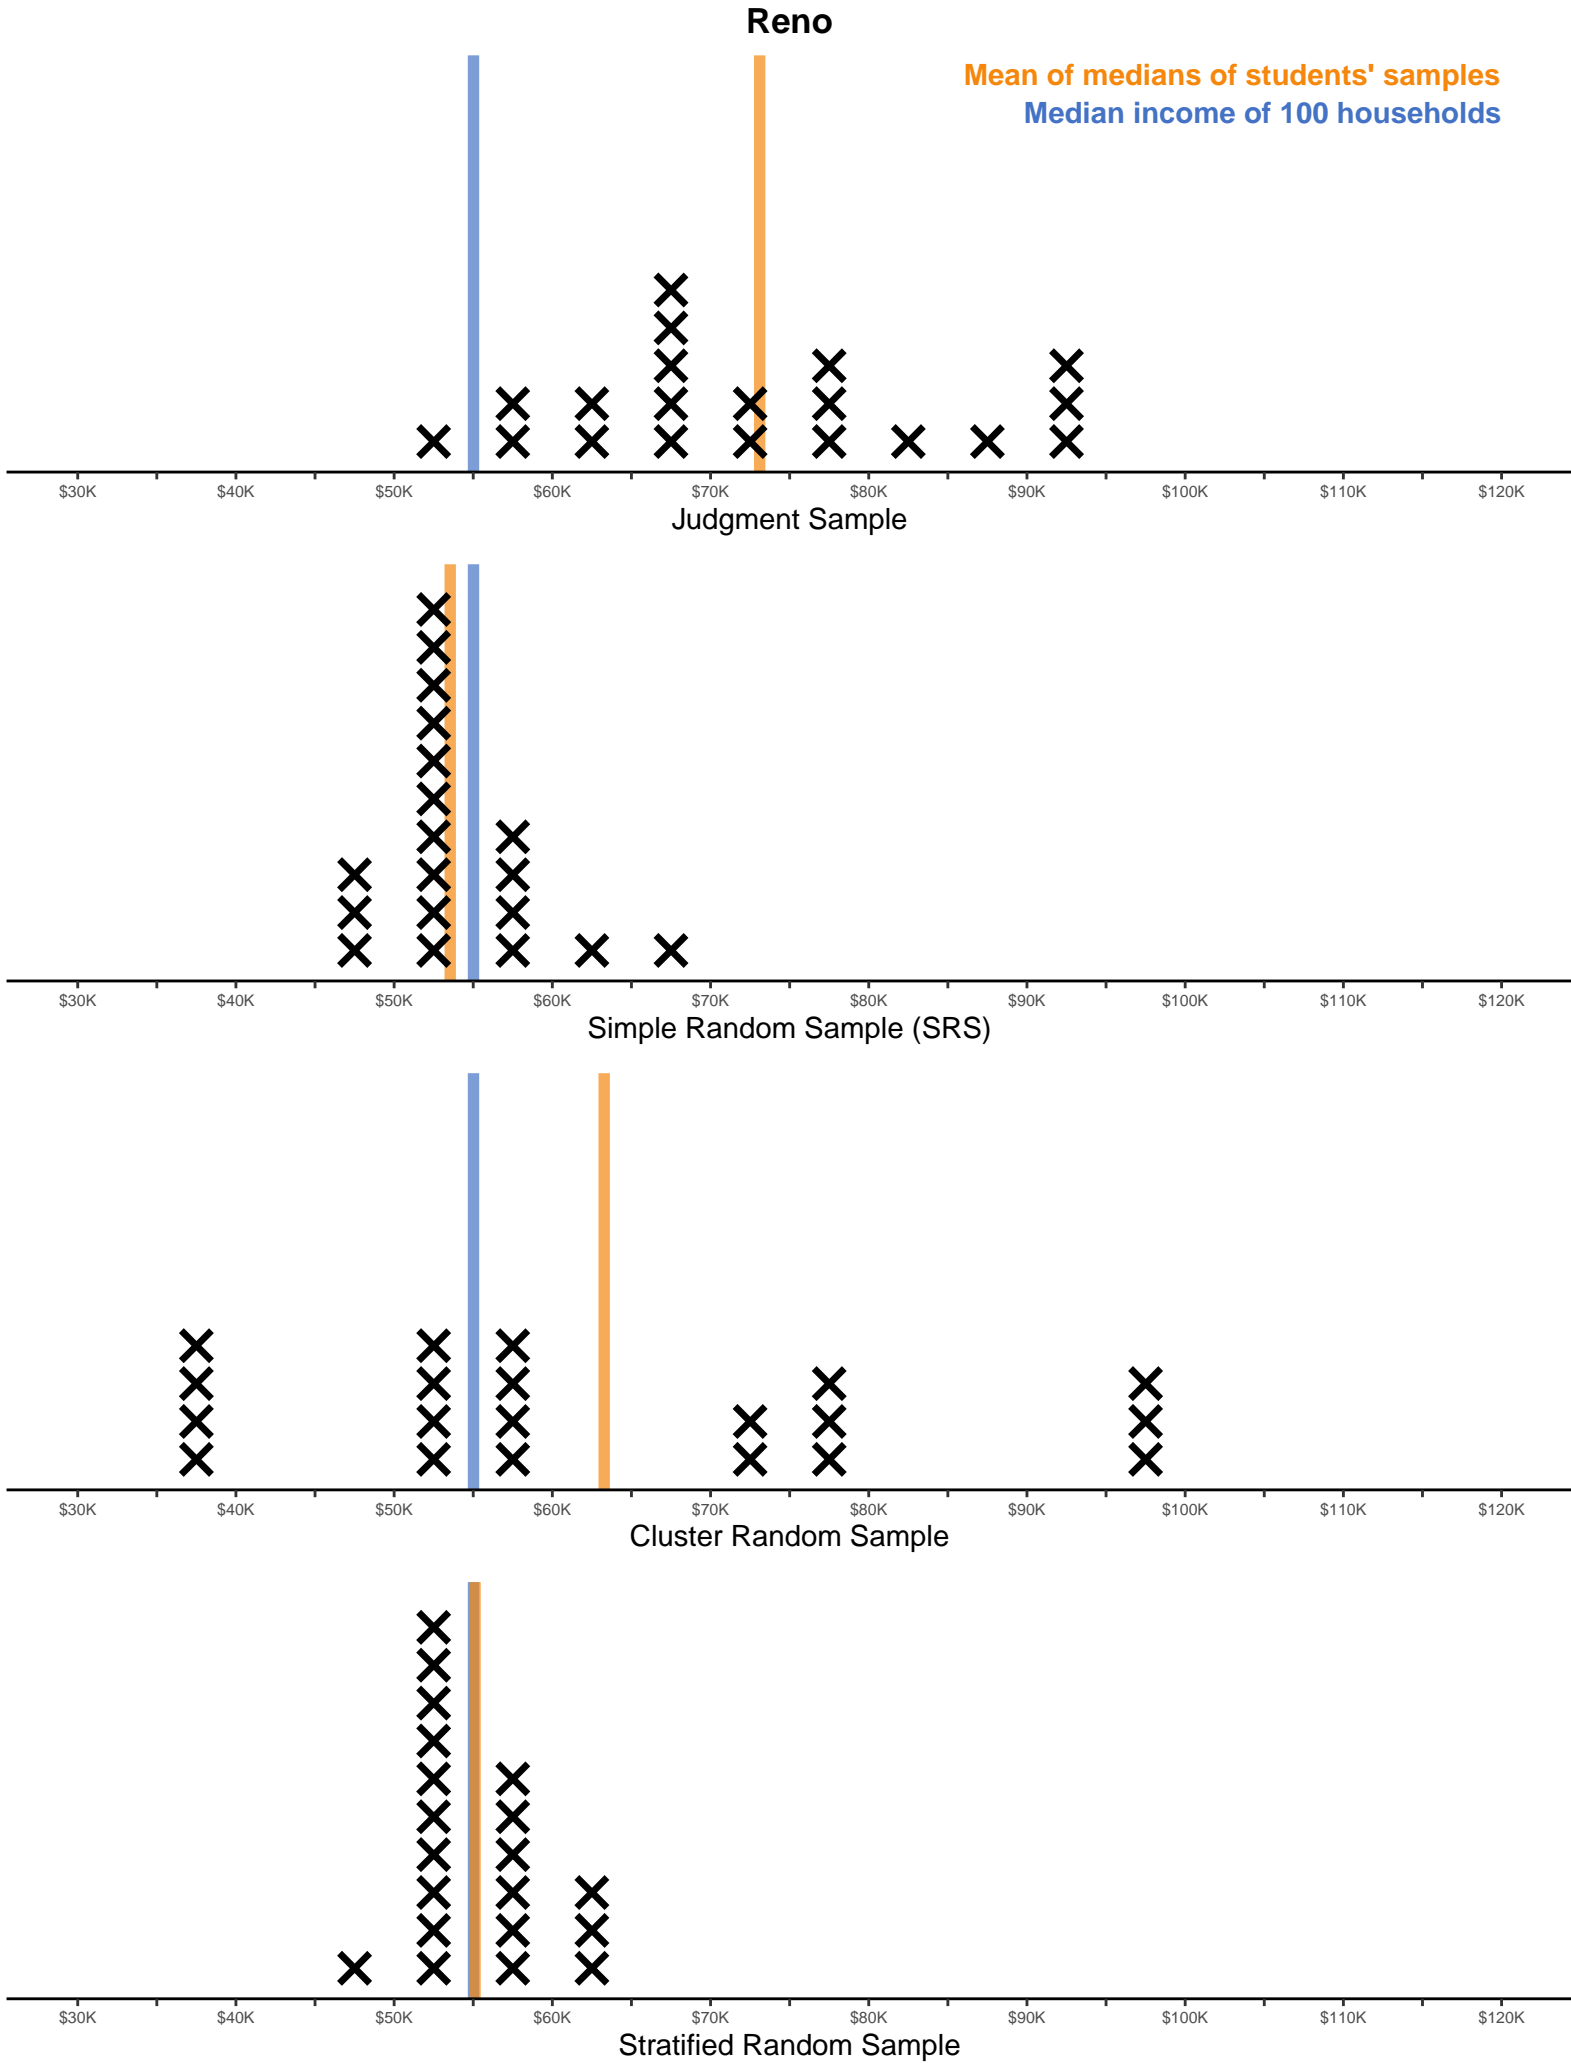 Reno
Mean of medians of students' samples
Median income of 100 households
$30K $40K $50K $60K $70K $80K $90K $100K $110K $120K
Judgment Sample
$30K $40K $50K $60K $70K $80K $90K $100K $110K $120K
Simple Random Sample (SRS)
$30K $40K $50K $60K $70K $80K $90K $100K $110K $120K
Cluster Random Sample
$30K $40K $50K $60K $70K $80K $90K $100K $110K $120K
Stratified Random Sample